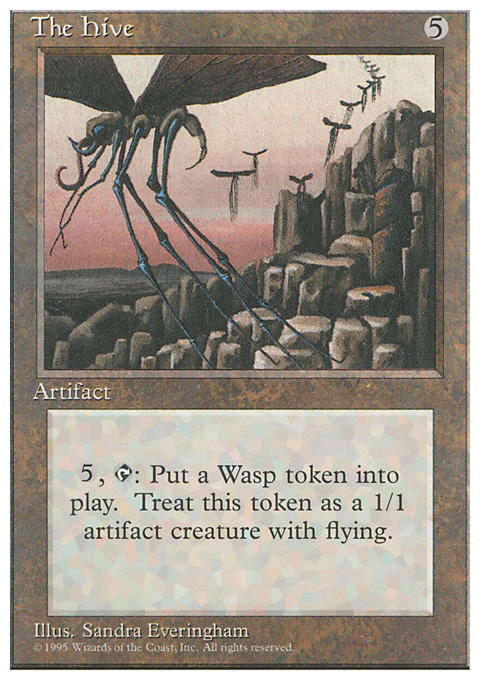 The Hive
5
Artifact
5, : Put a Wasp token into
play. Treat this token as a 1/1
artifact creature with flying.
Illus. Sandra Everingham
© 1995 Wizards of the Coast, Inc. All rights reserved.